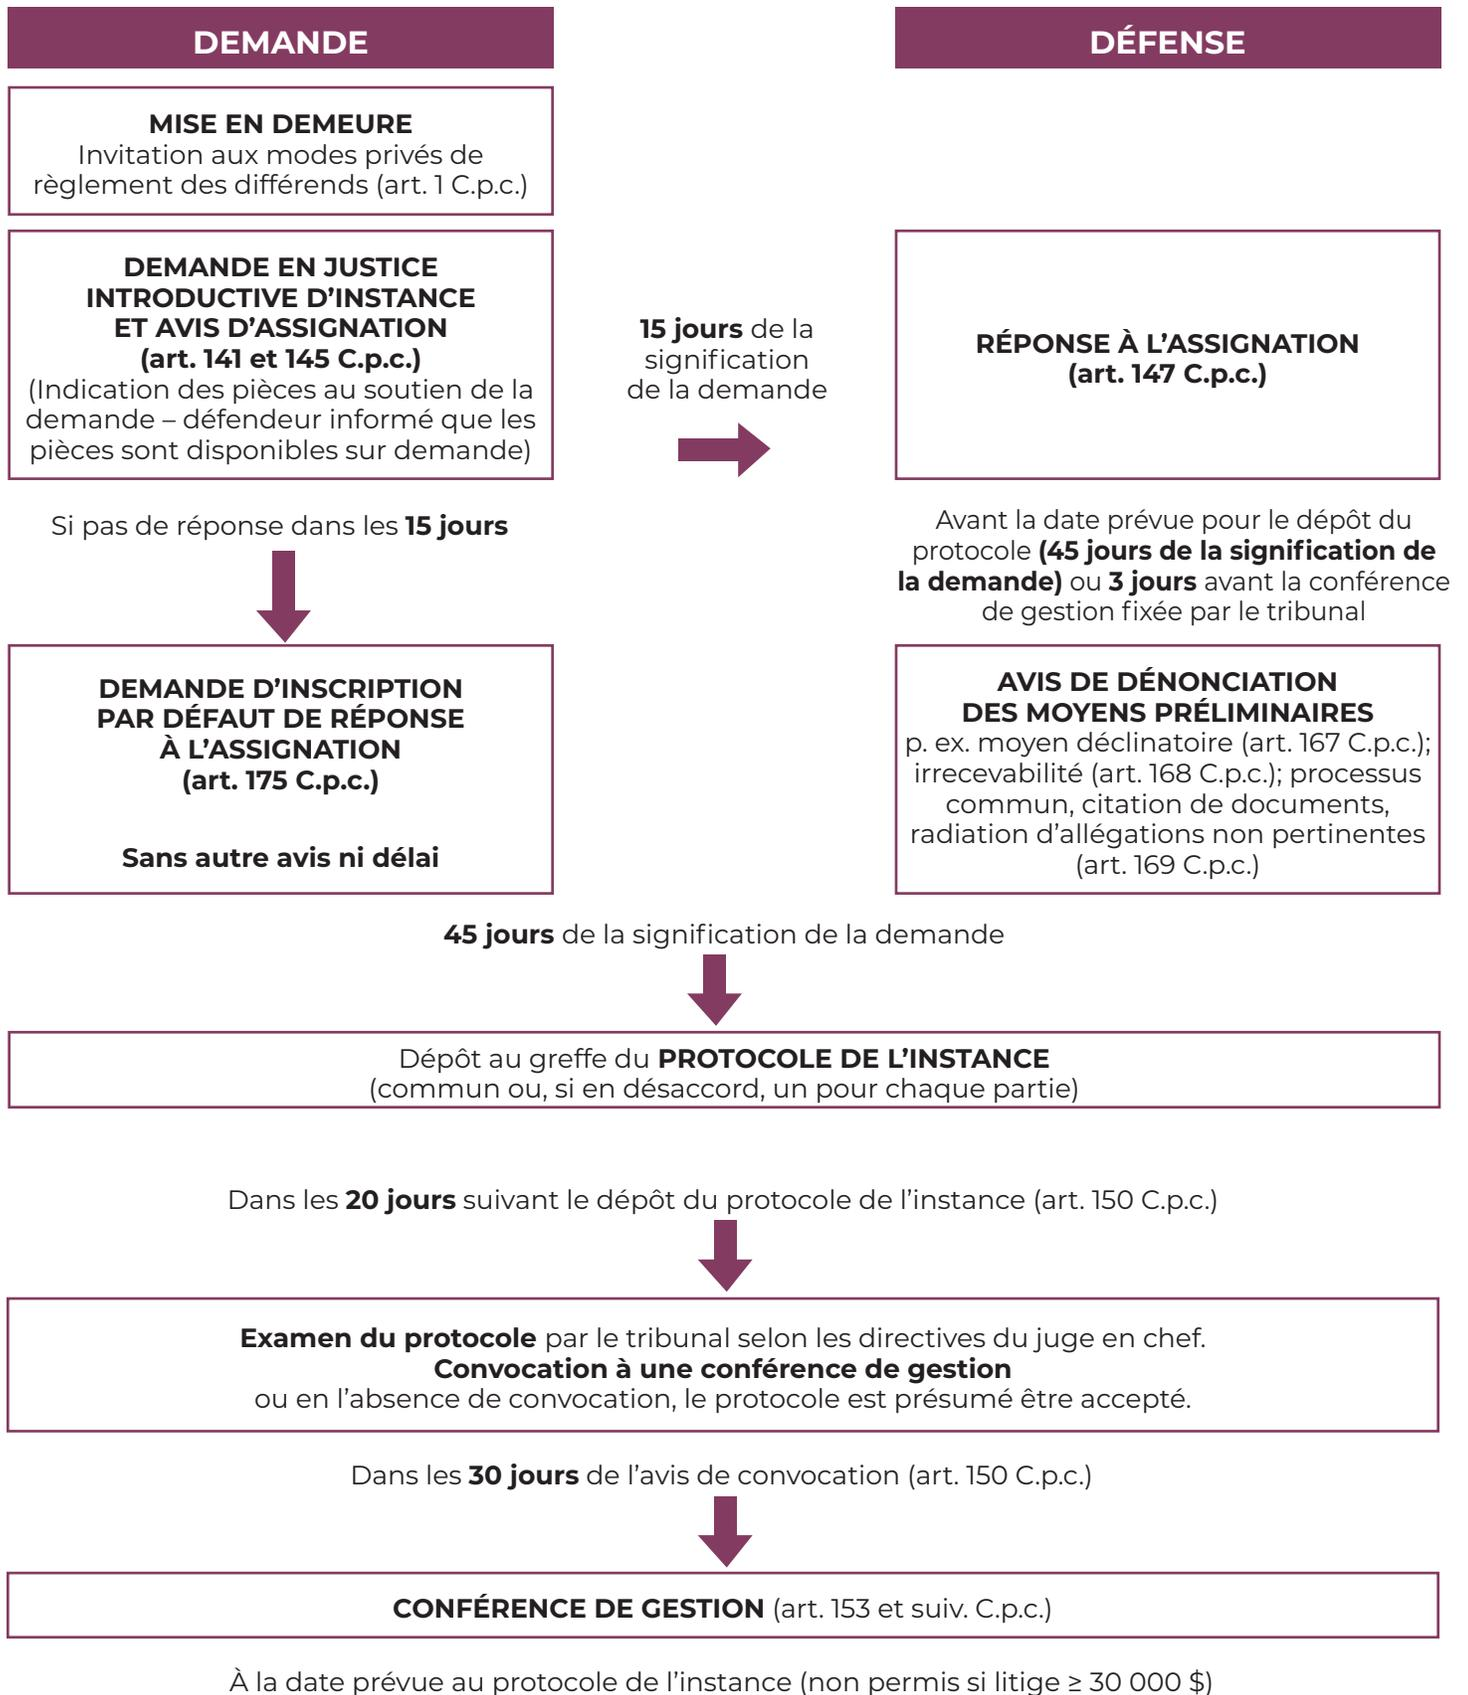 DEMANDE
DÉFENSE
MISE EN DEMEURE
Invitation aux modes privés de
règlement des différends (art. 1 C.p.c.)
DEMANDE EN JUSTICE
INTRODUCTIVE D’INSTANCE
ET AVIS D’ASSIGNATION
(art. 141 et 145 C.p.c.)
(Indication des pièces au soutien de la
demande – défendeur informé que les
pièces sont disponibles sur demande)
15 jours de la
signification
de la demande
RÉPONSE À L’ASSIGNATION
(art. 147 C.p.c.)
Si pas de réponse dans les 15 jours
Avant la date prévue pour le dépôt du
protocole (45 jours de la signification de
la demande) ou 3 jours avant la conférence
de gestion fixée par le tribunal
DEMANDE D’INSCRIPTION
PAR DÉFAUT DE RÉPONSE
À L’ASSIGNATION
(art. 175 C.p.c.)
Sans autre avis ni délai
AVIS DE DÉNONCIATION
DES MOYENS PRÉLIMINAIRES
p. ex. moyen déclinatoire (art. 167 C.p.c.);
irrecevabilité (art. 168 C.p.c.); processus
commun, citation de documents,
radiation d’allégations non pertinentes
(art. 169 C.p.c.)
45 jours de la signification de la demande
Dépôt au greffe du PROTOCOLE DE L’INSTANCE
(commun ou, si en désaccord, un pour chaque partie)
Dans les 20 jours suivant le dépôt du protocole de l’instance (art. 150 C.p.c.)
Examen du protocole par le tribunal selon les directives du juge en chef.
Convocation à une conférence de gestion
ou en l’absence de convocation, le protocole est présumé être accepté.
Dans les 30 jours de l’avis de convocation (art. 150 C.p.c.)
CONFÉRENCE DE GESTION (art. 153 et suiv. C.p.c.)
À la date prévue au protocole de l’instance (non permis si litige ≥ 30 000 $)